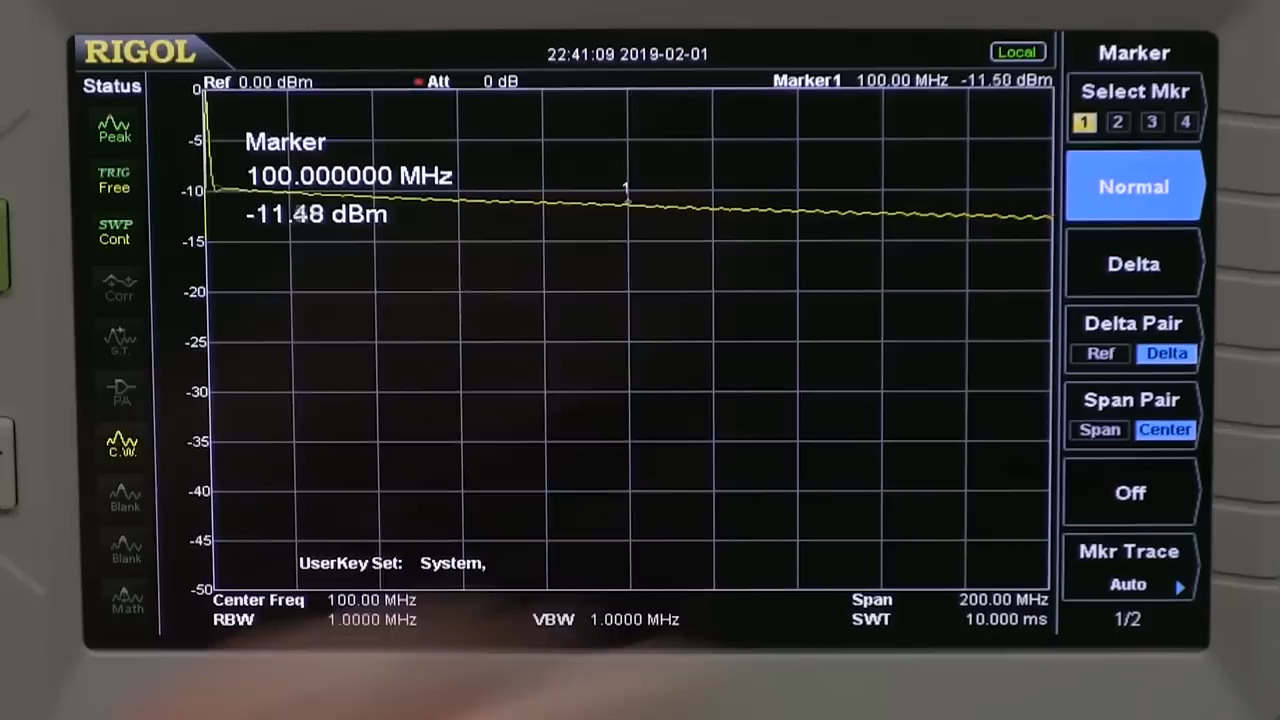 RIGOL
22:41:09 2019-02-01
Local
Marker
Status
Ref 0.00 dBm
Att 0 dB
Marker1 100.00 MHz -11.50 dBm
Select Mkr
1 2 3 4
Peak
TRIG
Free
SWP
Cont
Corr
S.T.
PA
C.W.
Blank
Blank
Math
0
-5
-10
-15
-20
-25
-30
-35
-40
-45
-50
Marker
100.000000 MHz
-11.48 dBm
1
UserKey Set: System,
Center Freq 100.00 MHz
Span 200.00 MHz
RBW 1.0000 MHz
VBW 1.0000 MHz
SWT 10.000 ms
Normal
Delta
Delta Pair
Ref Delta
Span Pair
Span Center
Off
Mkr Trace
Auto
1/2